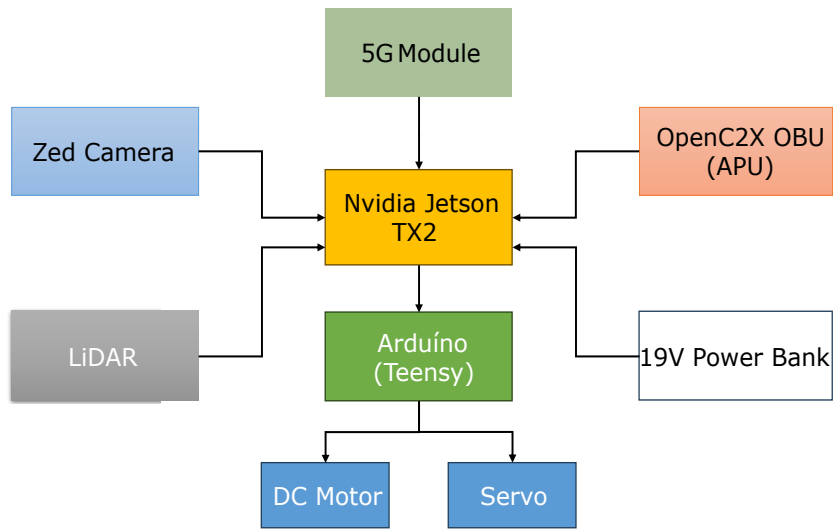 5G Module
Zed Camera
OpenC2X OBU
(APU)
Nvidia Jetson
TX2
LiDAR
Arduíno
(Teensy)
19V Power Bank
DC Motor
Servo